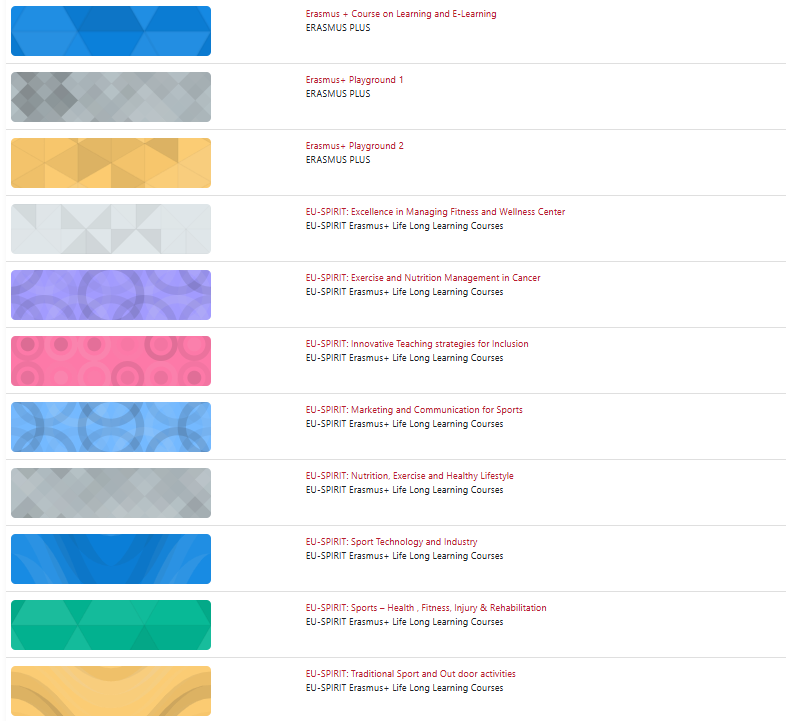 Erasmus + Course on Learning and E-Learning
ERASMUS PLUS
Erasmus+ Playground 1
ERASMUS PLUS
Erasmus+ Playground 2
ERASMUS PLUS
EU-SPIRIT: Excellence in Managing Fitness and Wellness Center
EU-SPIRIT Erasmus+ Life Long Learning Courses
EU-SPIRIT: Exercise and Nutrition Management in Cancer
EU-SPIRIT Erasmus+ Life Long Learning Courses
EU-SPIRIT: Innovative Teaching strategies for Inclusion
EU-SPIRIT Erasmus+ Life Long Learning Courses
EU-SPIRIT: Marketing and Communication for Sports
EU-SPIRIT Erasmus+ Life Long Learning Courses
EU-SPIRIT: Nutrition, Exercise and Healthy Lifestyle
EU-SPIRIT Erasmus+ Life Long Learning Courses
EU-SPIRIT: Sport Technology and Industry
EU-SPIRIT Erasmus+ Life Long Learning Courses
EU-SPIRIT: Sports – Health , Fitness, Injury & Rehabilitation
EU-SPIRIT Erasmus+ Life Long Learning Courses
EU-SPIRIT: Traditional Sport and Out door activities
EU-SPIRIT Erasmus+ Life Long Learning Courses